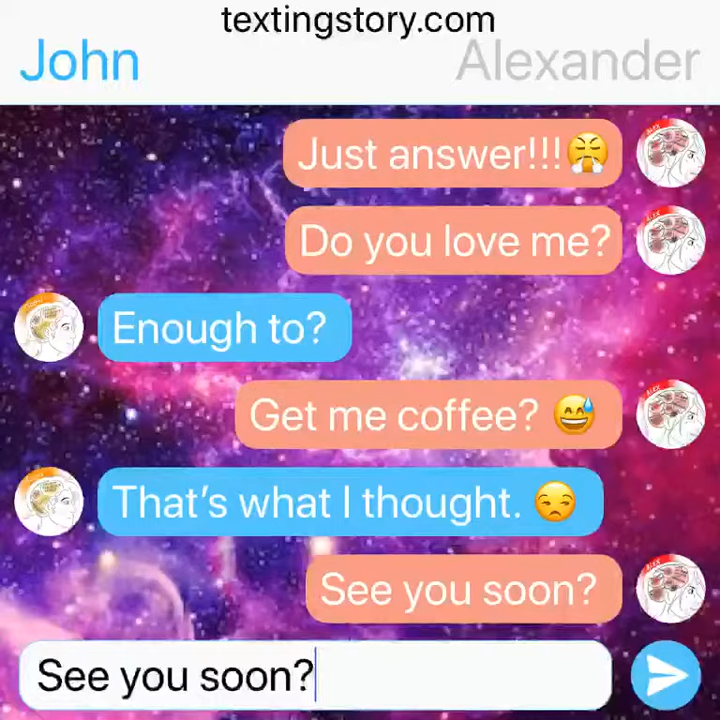 textingstory.com
John Alexander
Just answer!!!😤
Do you love me?
Enough to?
Get me coffee? 😅
That's what I thought. 😒
See you soon?
See you soon?